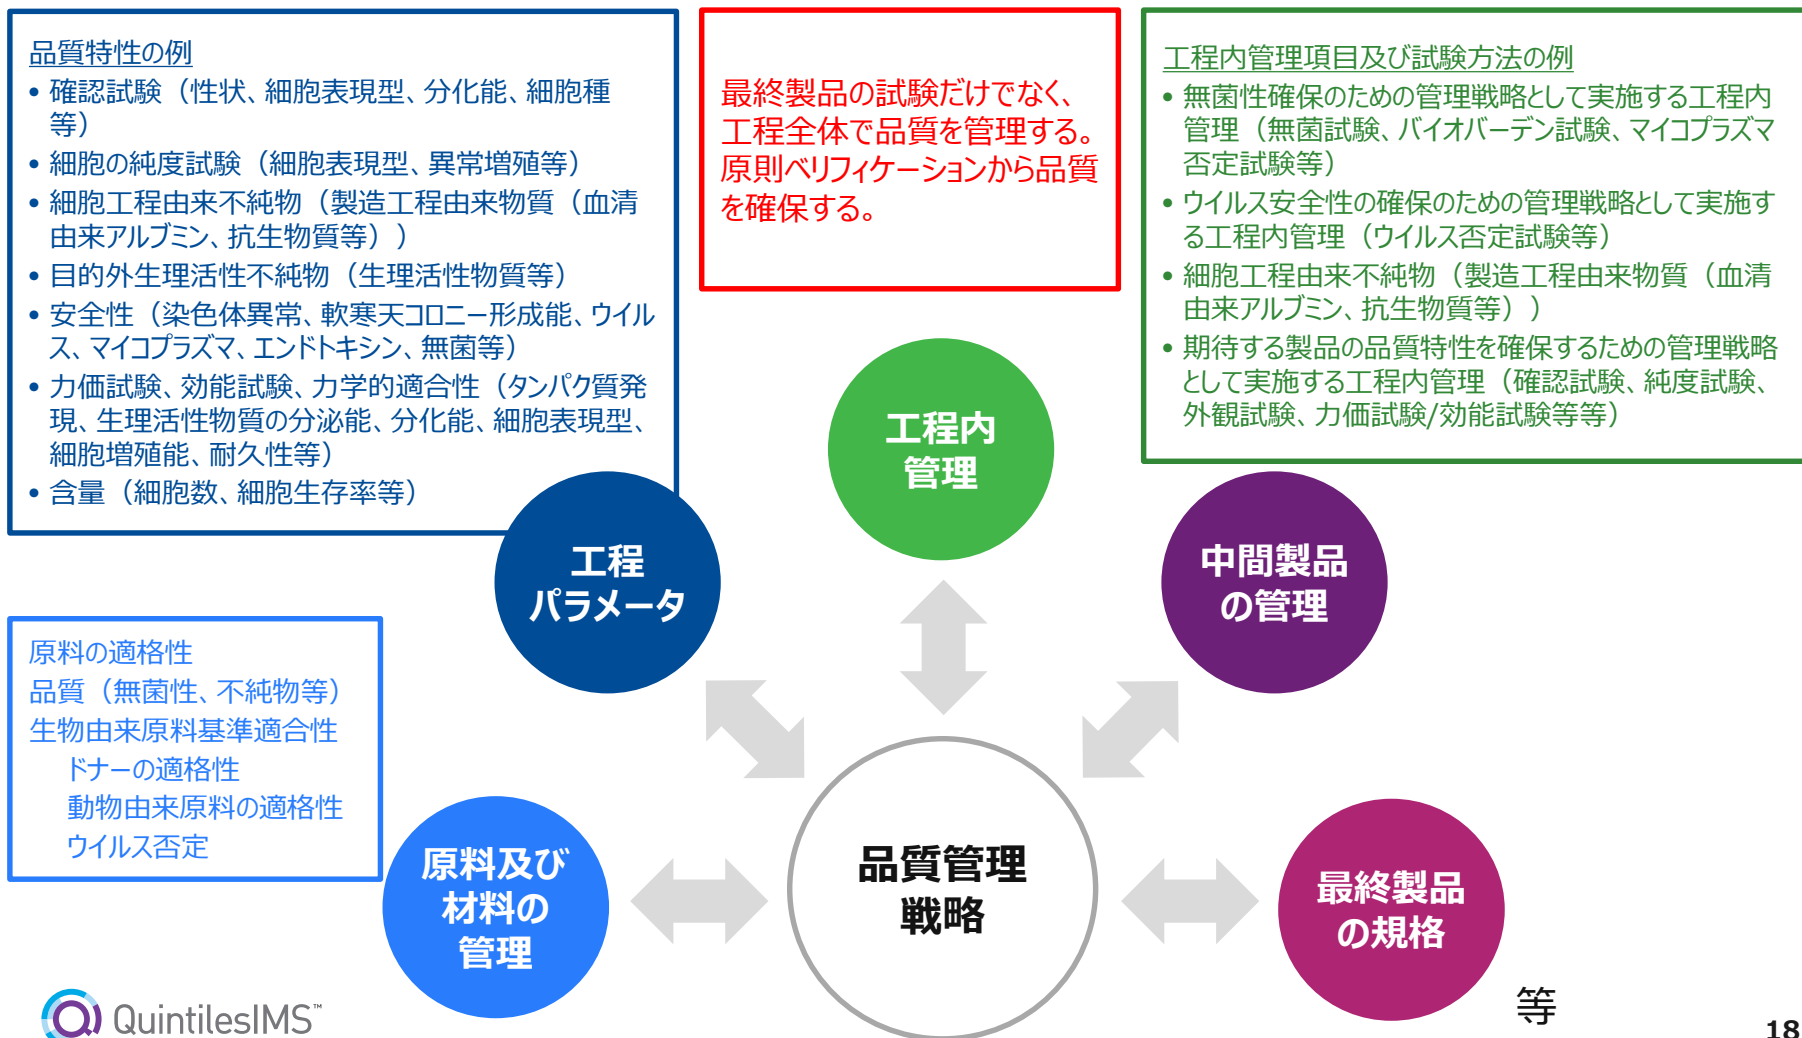 品質特性の例
• 確認試験（性状、細胞表現型、分化能、細胞種
等）
• 細胞の純度試験（細胞表現型、異常増殖等）
• 細胞工程由来不純物（製造工程由来物質（血清
由来アルブミン、抗生物質等））
• 目的外生理活性不純物（生理活性物質等）
• 安全性（染色体異常、軟寒天コロニー形成能、ウイル
ス、マイコプラズマ、エンドトキシン、無菌等）
• 力価試験、効能試験、力学的適合性（タンパク質発
現、生理活性物質の分泌能、分化能、細胞表現型、
細胞増殖能、耐久性等）
• 含量（細胞数、細胞生存率等）
最終製品の試験だけでなく、
工程全体で品質を管理する。
原則ベリフィケーションから品質
を確保する。
工程内管理項目及び試験方法の例
• 無菌性確保のための管理戦略として実施する工程内
管理（無菌試験、バイオバーデン試験、マイコプラズマ
否定試験等）
• ウイルス安全性の確保のための管理戦略として実施す
る工程内管理（ウイルス否定試験等）
• 細胞工程由来不純物（製造工程由来物質（血清
由来アルブミン、抗生物質等））
• 期待する製品の品質特性を確保するための管理戦略
として実施する工程内管理（確認試験、純度試験、
外観試験、力価試験/効能試験等等）
工程内
管理
工程
パラメータ
中間製品
の管理
原料の適格性
品質（無菌性、不純物等）
生物由来原料基準適合性
ドナーの適格性
動物由来原料の適格性
ウイルス否定
原料及び
材料の
管理
品質管理
戦略
最終製品
の規格
等
QuintilesIMS™
18